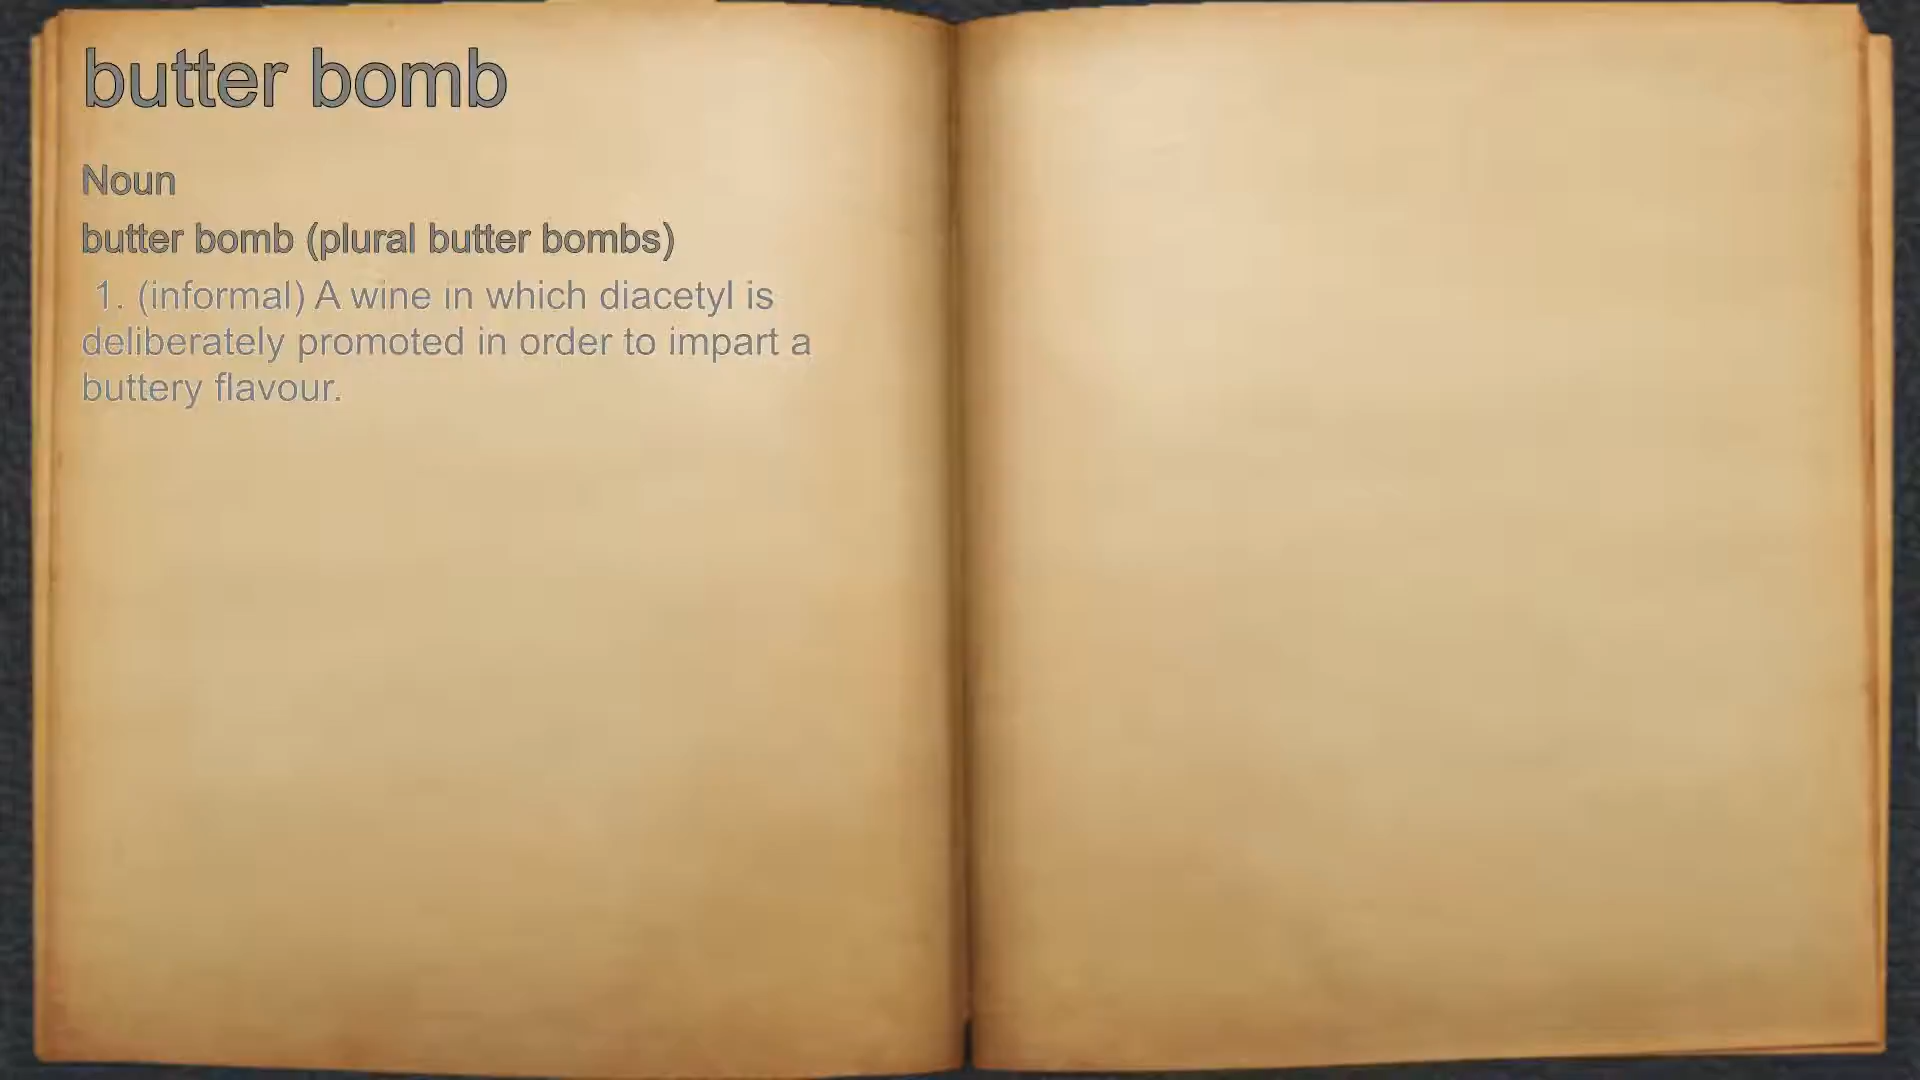 butter bomb
Noun
butter bomb (plural butter bombs)
1. (informal) A wine in which diacetyl is
deliberately promoted in order to impart a
buttery flavour.